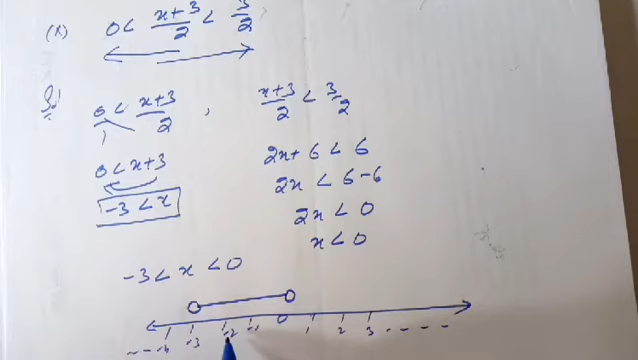 (x) 0 < x+3/2 < 3/2
Sol 0 < x+3/2 , x+3/2 < 3/2
0 < x+3
2x + 6 < 6
-3 < x
2x < 6-6
2x < 0
x < 0
-3 < x < 0
-- -4 -3 -2 -1 0 1 2 3 - - - -